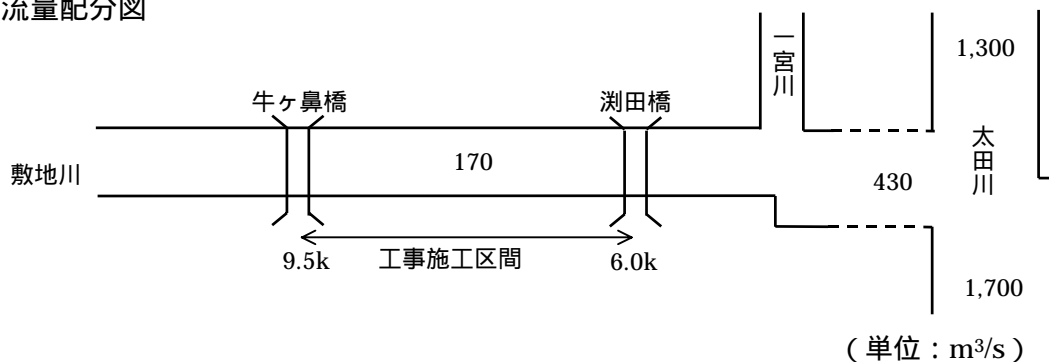 流量配分図
一宮川
1,300
牛ヶ鼻橋
渕田橋
太田川
敷地川
170
430
9.5k
工事施工区間
6.0k
1,700
（単位：m³/s）